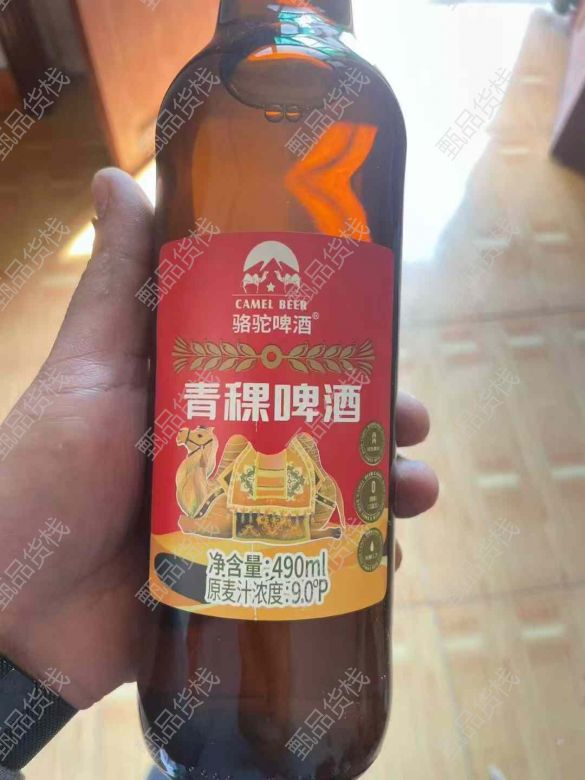 CAMEL BEER
骆驼啤酒®
青稞啤酒
净含量:490ml
原麦汁浓度:9.0°P
甄品货栈